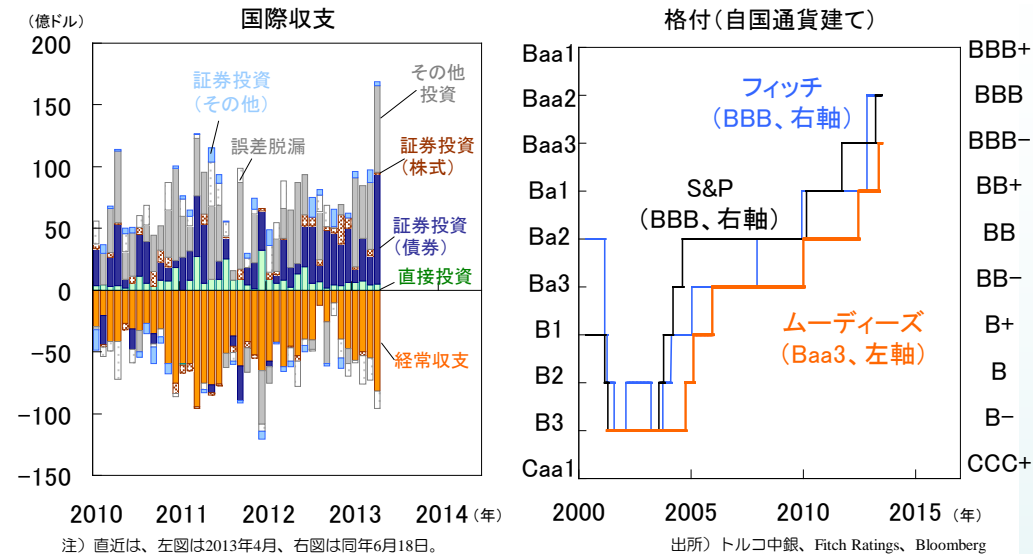 国際収支
(億ドル)
200
150
100
50
0
−50
−100
−150
証券投資
(その他)
誤差脱漏
その他
投資
証券投資
(株式)
証券投資
(債券)
直接投資
経常収支
2010 2011 2012 2013 2014 (年)
注）直近は、左図は2013年4月、右図は同年6月18日。
格付(自国通貨建て)
Baa1
Baa2
Baa3
Ba1
Ba2
Ba3
B1
B2
B3
Caa1
フィッチ
(BBB、右軸)
S&P
(BBB、右軸)
ムーディーズ
(Baa3、左軸)
BBB+
BBB
BBB−
BB+
BB
BB−
B+
B
B−
CCC+
2000 2005 2010 2015 (年)
出所）トルコ中銀、Fitch Ratings、Bloomberg